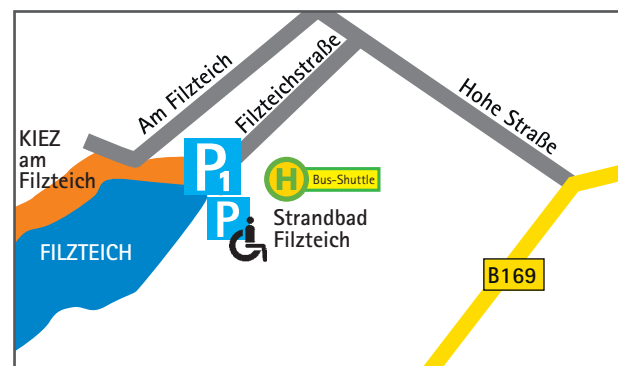 Am Filzteich
Filzteichstraße
Hohe Straße
KIEZ
am
Filzteich
P1
H Bus-Shuttle
P
Strandbad
Filzteich
FILZTEICH
B169